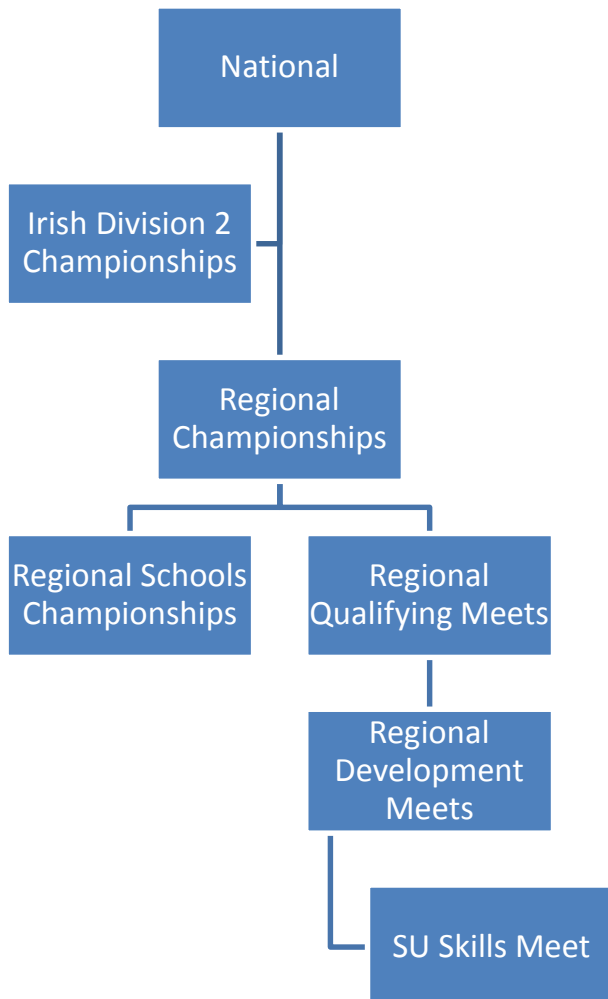 National
Irish Division 2
Championships
Regional
Championships
Regional Schools
Championships
Regional
Qualifying Meets
Regional
Development
Meets
SU Skills Meet